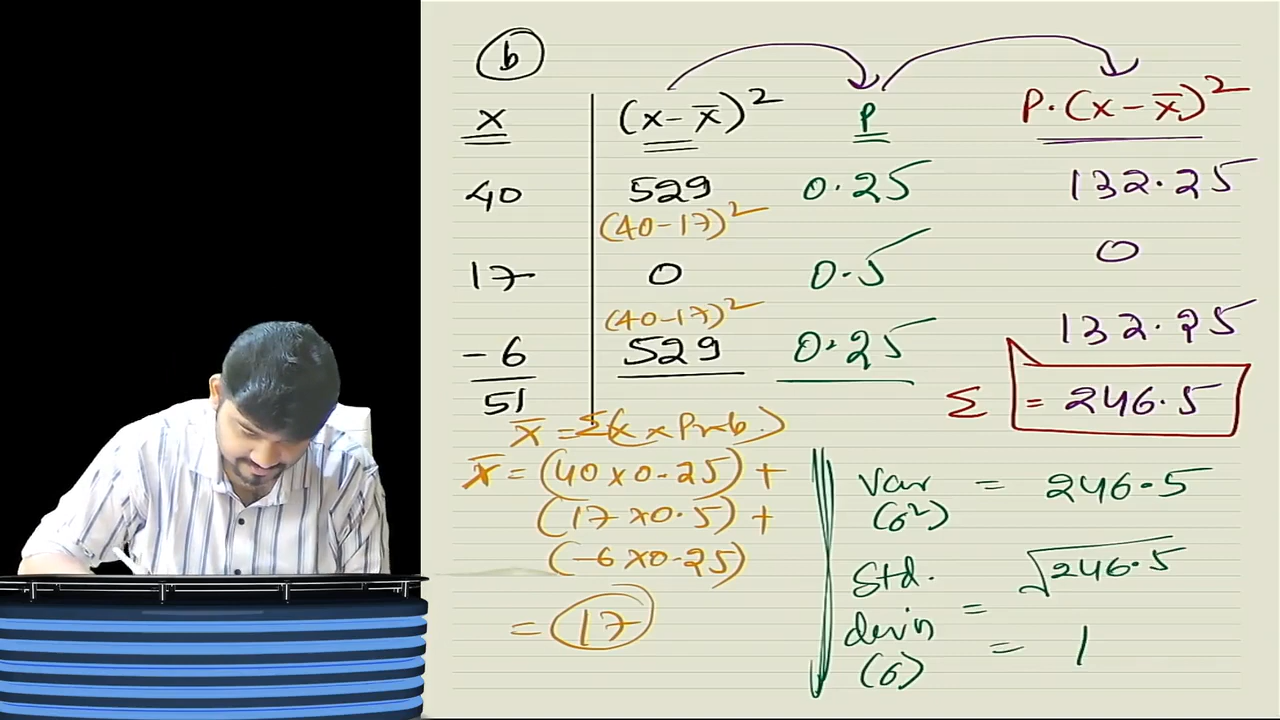 b
x (x-x̄)² P P·(x-x̄)²
40 529 0.25 132.25
(40-17)²
17 0 0.5 0
(40-17)²
-6 529 0.25 132.25
51 Σ = 246.5
x̄ = Σ(x × Prob.)
x̄ = (40×0.25) +
(17×0.5) +
(-6×0.25)
= 17
Var (σ²) = 246.5
Std. devin (σ) = √246.5
= 1